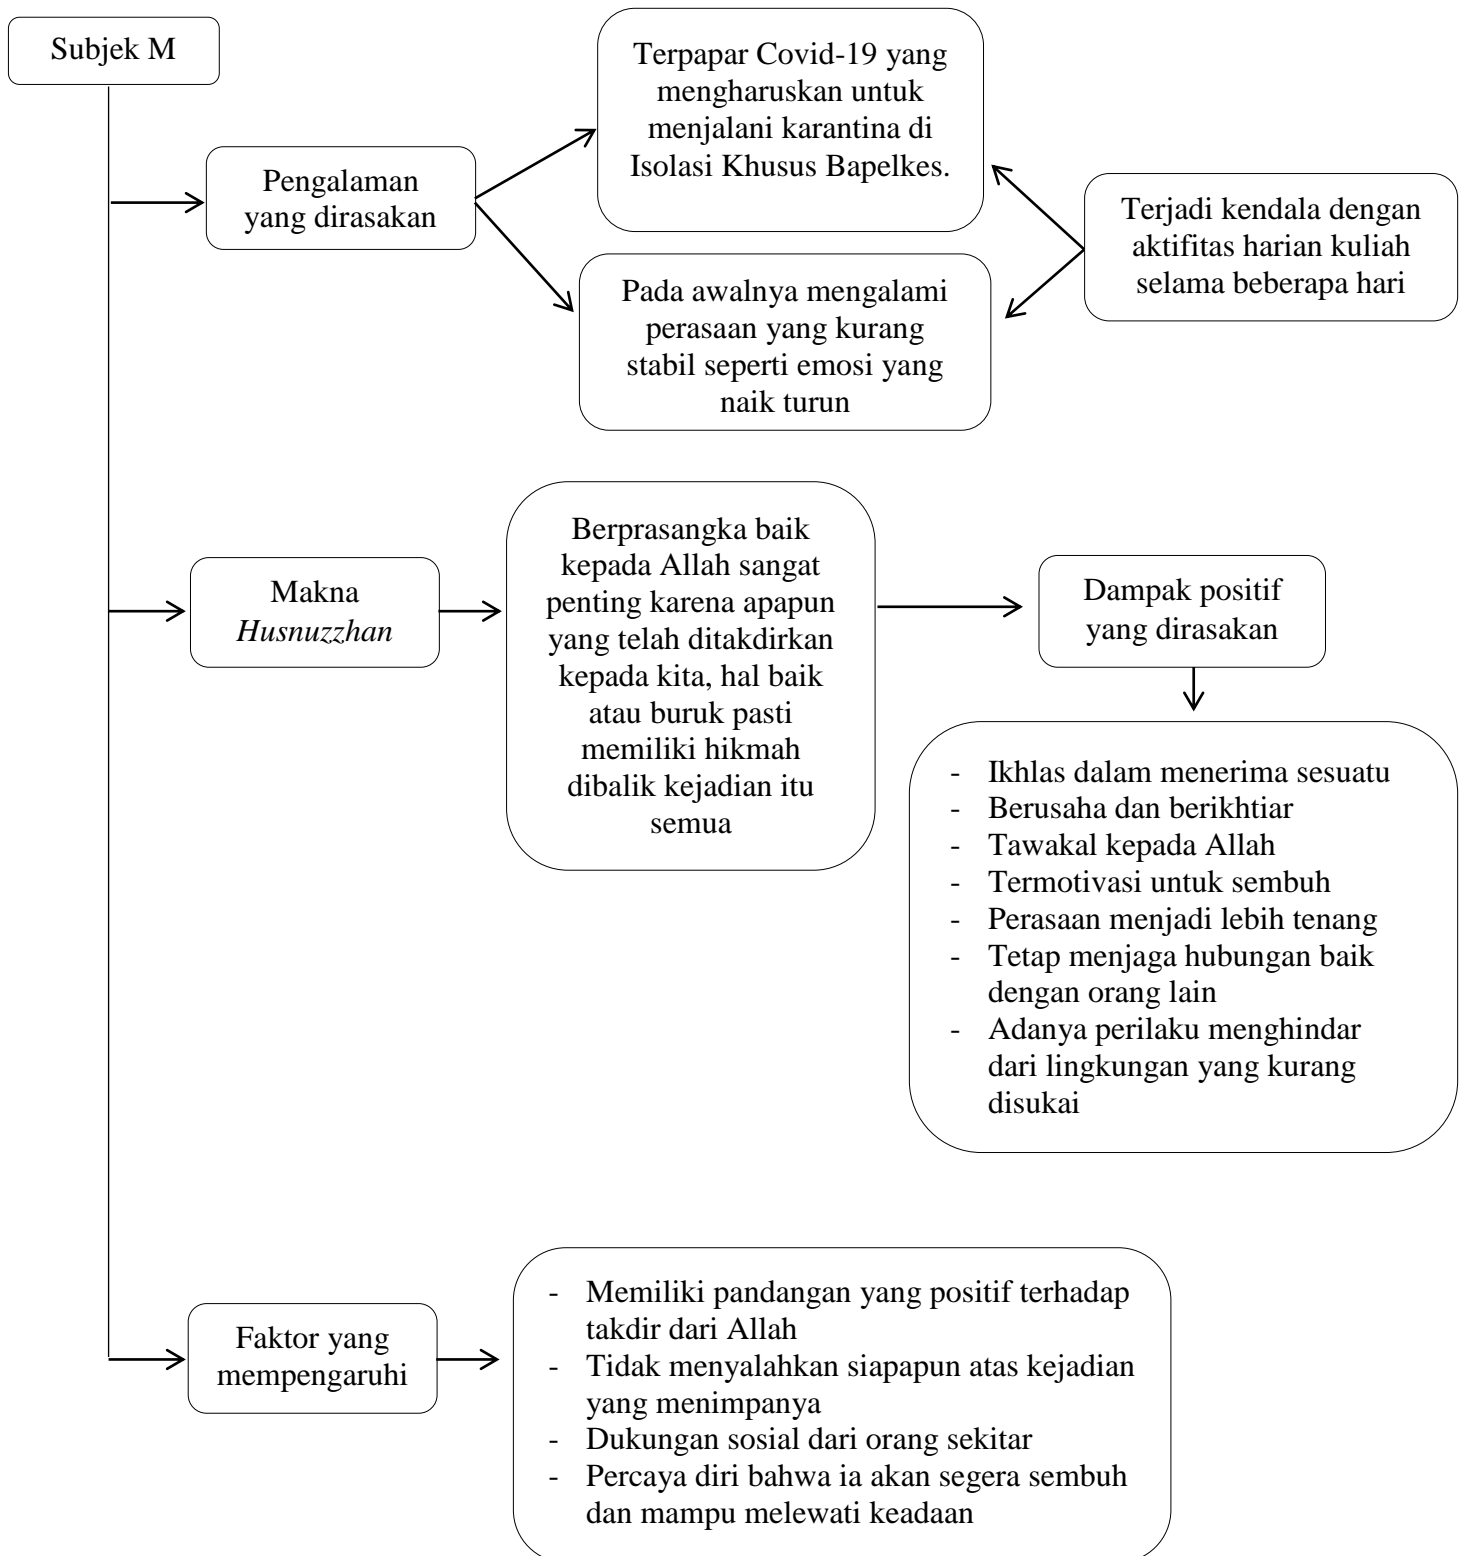 Subjek M
Terpapar Covid-19 yang
mengharuskan untuk
menjalani karantina di
Isolasi Khusus Bapelkes.
Pengalaman
yang dirasakan
Terjadi kendala dengan
aktifitas harian kuliah
selama beberapa hari
Pada awalnya mengalami
perasaan yang kurang
stabil seperti emosi yang
naik turun
Makna
Husnuzzhan
Berprasangka baik
kepada Allah sangat
penting karena apapun
yang telah ditakdirkan
kepada kita, hal baik
atau buruk pasti
memiliki hikmah
dibalik kejadian itu
semua
Dampak positif
yang dirasakan
- Ikhlas dalam menerima sesuatu
- Berusaha dan berikhtiar
- Tawakal kepada Allah
- Termotivasi untuk sembuh
- Perasaan menjadi lebih tenang
- Tetap menjaga hubungan baik
dengan orang lain
- Adanya perilaku menghindar
dari lingkungan yang kurang
disukai
Faktor yang
mempengaruhi
- Memiliki pandangan yang positif terhadap
takdir dari Allah
- Tidak menyalahkan siapapun atas kejadian
yang menimpanya
- Dukungan sosial dari orang sekitar
- Percaya diri bahwa ia akan segera sembuh
dan mampu melewati keadaan